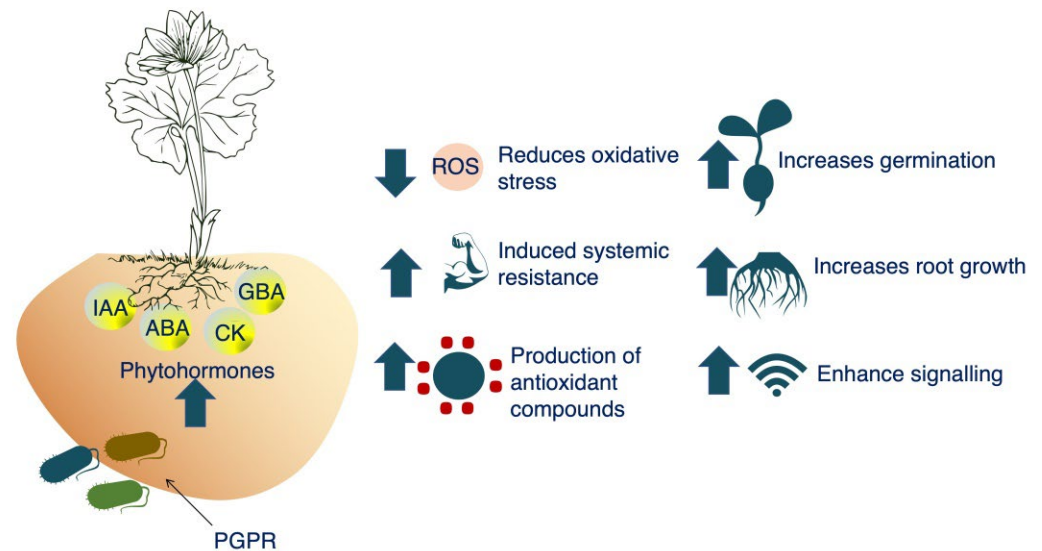 IAA
ABA
CK
GBA
Phytohormones
PGPR
ROS
Reduces oxidative
stress
Induced systemic
resistance
Production of
antioxidant
compounds
Increases germination
Increases root growth
Enhance signalling